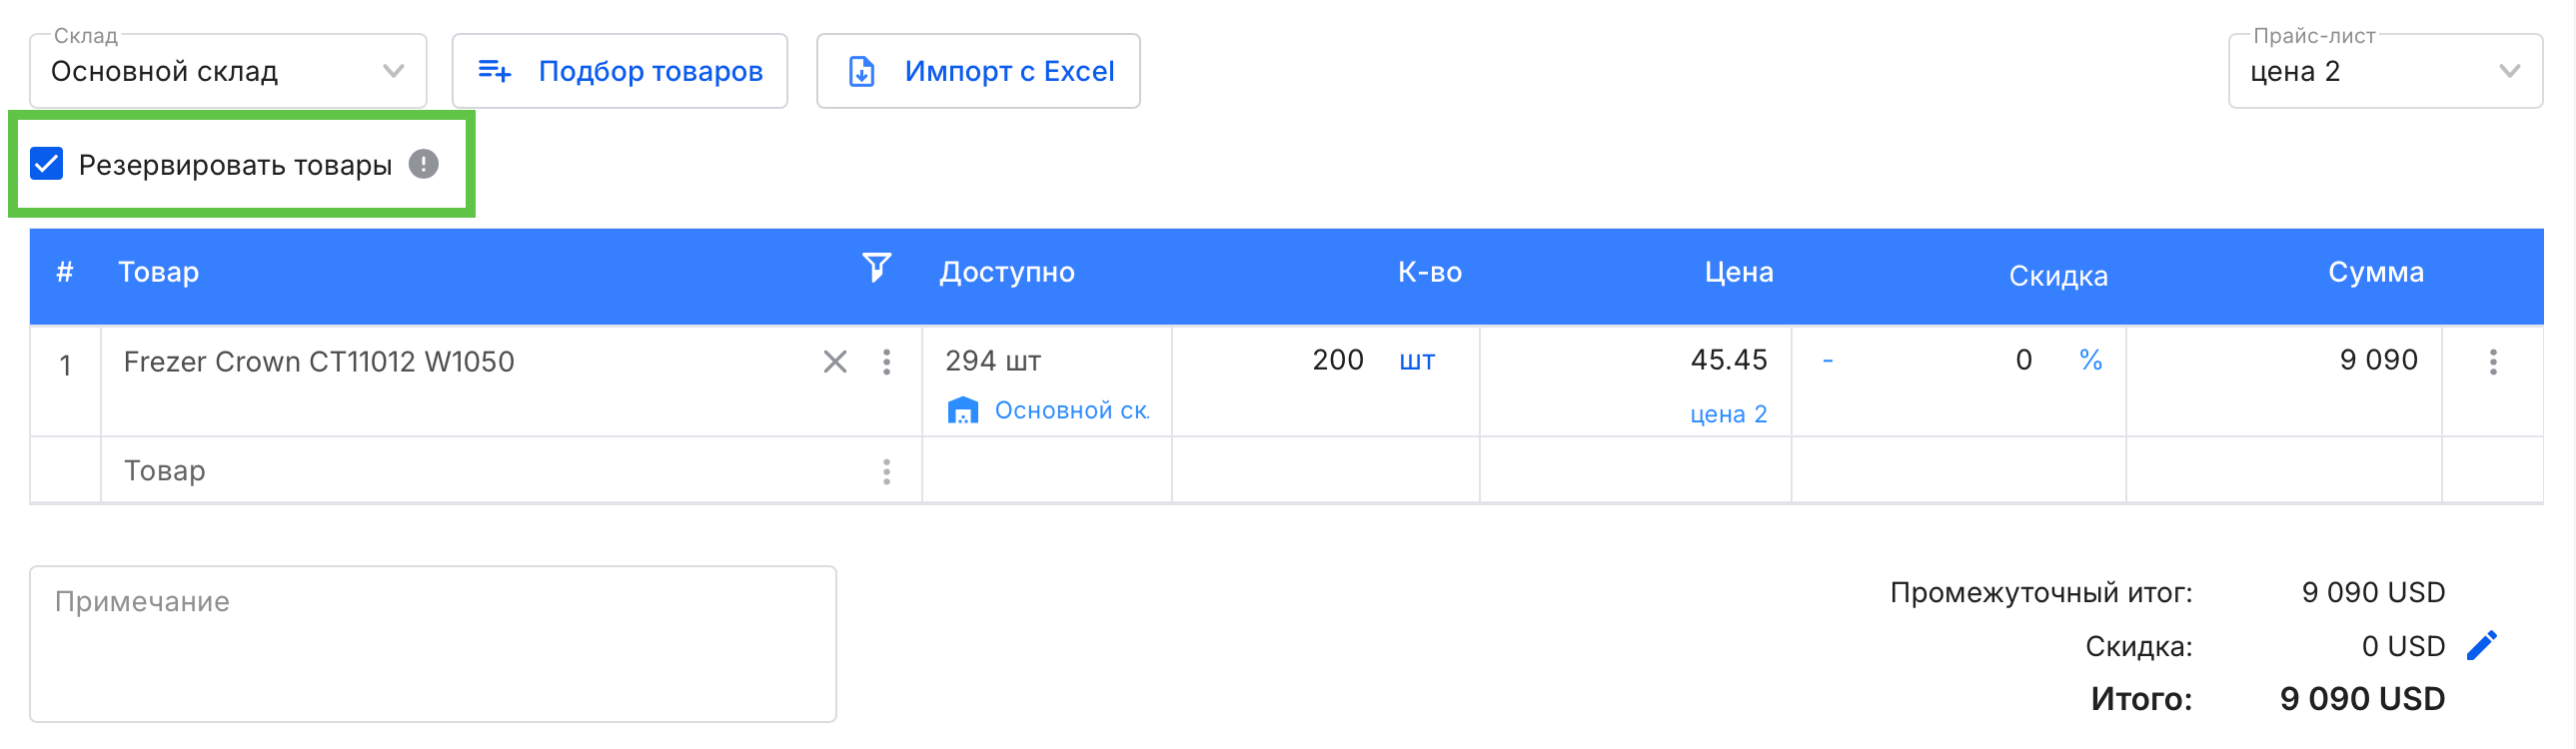 Склад
Основной склад
Подбор товаров
Импорт с Excel
Прайс-лист
цена 2
Резервировать товары
# Товар Доступно К-во Цена Скидка Сумма
1 Frezer Crown CT11012 W1050 294 шт 200 шт 45.45 - 0 % 9 090
Основной ск. цена 2
Товар
Примечание
Промежуточный итог: 9 090 USD
Скидка: 0 USD
Итого: 9 090 USD